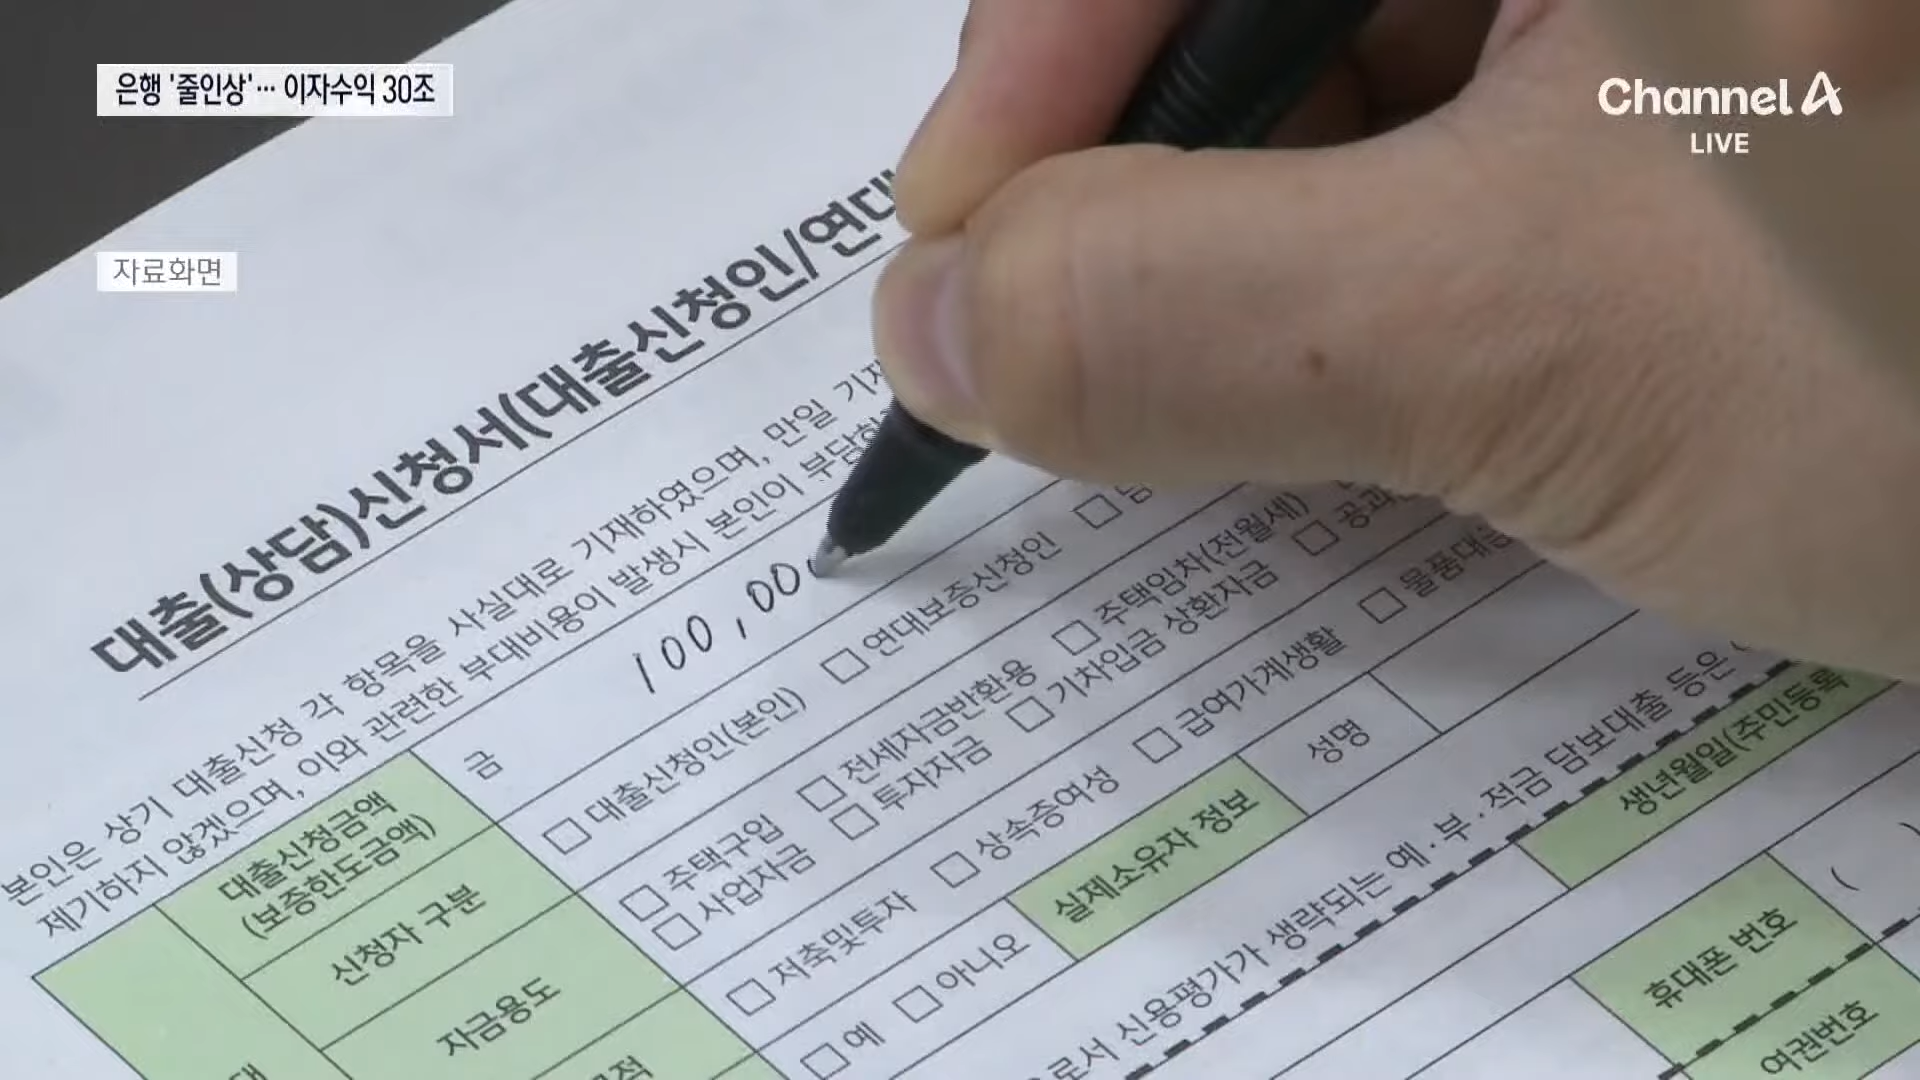 은행 '줄인상'… 이자수익 30조
Channel A
LIVE
자료화면
대출(상담)신청서(대출신청인/연대
본인은 상기 대출신청 각 항목을 사실대로 기재하였으며, 만일 기재
제기하지 않겠으며, 이와 관련한 부대비용이 발생시 본인이 부담하
대출신청금액
(보증한도금액)
금
100,00
신청자 구분
대출신청인(본인)
연대보증신청인
자금용도
주택구입
전세자금반환용
주택임차(전월세)
사업자금
투자자금
기차입금 상환자금
저축및투자
상속증여성
급여가계생활
물품대금
예
아니오
실제소유자 정보
성명
생년월일(주민등록
로서 신용평가가 생략되는 예·부·적금 담보대출 등은
휴대폰 번호
(
)
여권번호